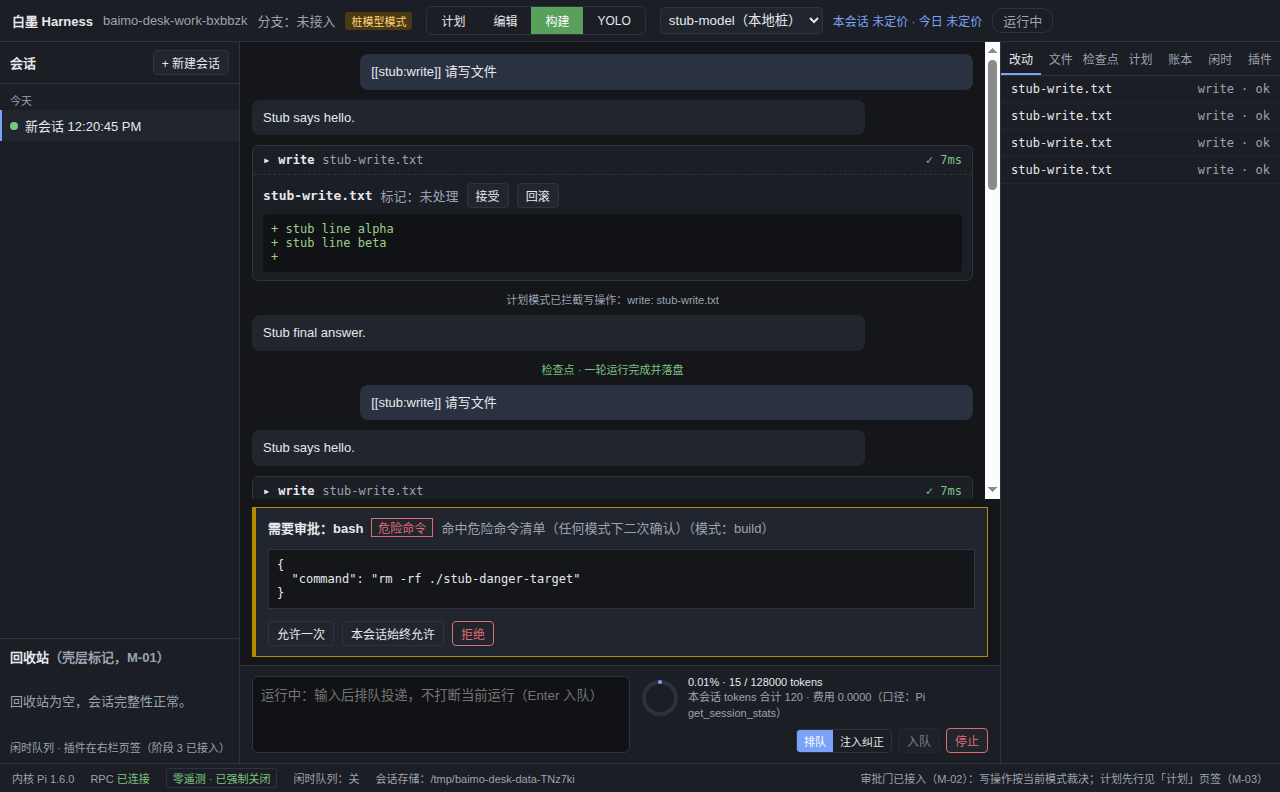 白墨 Harness baimo-desk-work-bxbbzk 分支：未接入 桩模型模式 计划 编辑 构建 YOLO stub-model（本地桩） 本会话 未定价 · 今日 未定价 运行中
会话 + 新建会话
今天
新会话 12:20:45 PM
回收站（壳层标记，M-01）
回收站为空，会话完整性正常。
闲时队列 · 插件在右栏页签（阶段 3 已接入）
[[stub:write]] 请写文件
Stub says hello.
▸ write stub-write.txt ✓ 7ms
stub-write.txt 标记：未处理 接受 回滚
+ stub line alpha
+ stub line beta
+
计划模式已拦截写操作：write: stub-write.txt
Stub final answer.
检查点 · 一轮运行完成并落盘
[[stub:write]] 请写文件
Stub says hello.
▸ write stub-write.txt ✓ 7ms
需要审批：bash 危险命令 命中危险命令清单（任何模式下二次确认）（模式：build）
{
"command": "rm -rf ./stub-danger-target"
}
允许一次 本会话始终允许 拒绝
运行中：输入后排队投递，不打断当前运行（Enter 入队）
0.01% · 15 / 128000 tokens
本会话 tokens 合计 120 · 费用 0.0000（口径：Pi
get_session_stats）
排队 注入纠正 入队 停止
改动 文件 检查点 计划 账本 闲时 插件
stub-write.txt write · ok
stub-write.txt write · ok
stub-write.txt write · ok
stub-write.txt write · ok
内核 Pi 1.6.0 RPC 已连接 零遥测 · 已强制关闭 闲时队列：关 会话存储：/tmp/baimo-desk-data-TNz7ki 审批门已接入（M-02）：写操作按当前模式裁决；计划先行见「计划」页签（M-03）